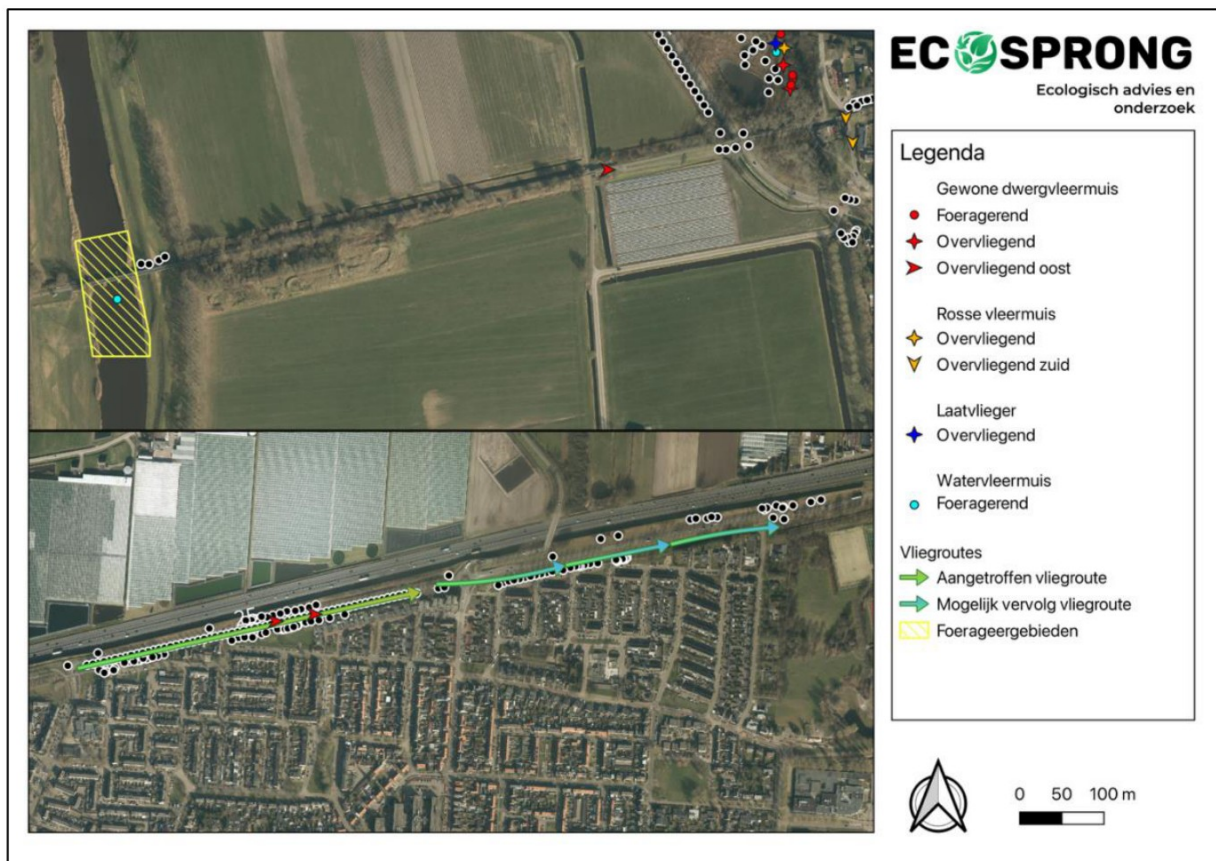 ECOSPRONG
Ecologisch advies en
onderzoek
Legenda
Gewone dwergvleermuis
Foeragerend
Overvliegend
Overvliegend oost
Rosse vleermuis
Overvliegend
Overvliegend zuid
Laatvlieger
Overvliegend
Watervleermuis
Foeragerend
Vliegroutes
Aangetroffen vliegroute
Mogelijk vervolg vliegroute
Foerageergebieden
0 50 100 m